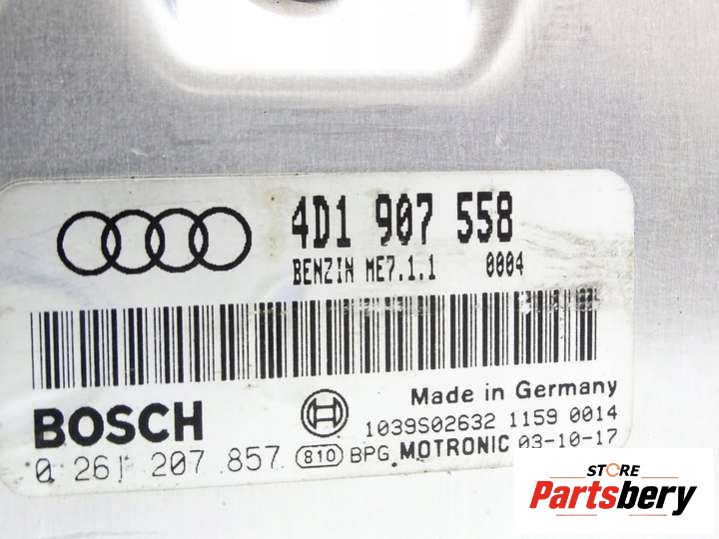 4D1 907 558
BENZIN ME7.1.1 0004
Made in Germany
BOSCH
1039S02632 1159 0014
0 261 207 857 810 BPG MOTRONIC 03-10-17
STORE
Partsbery